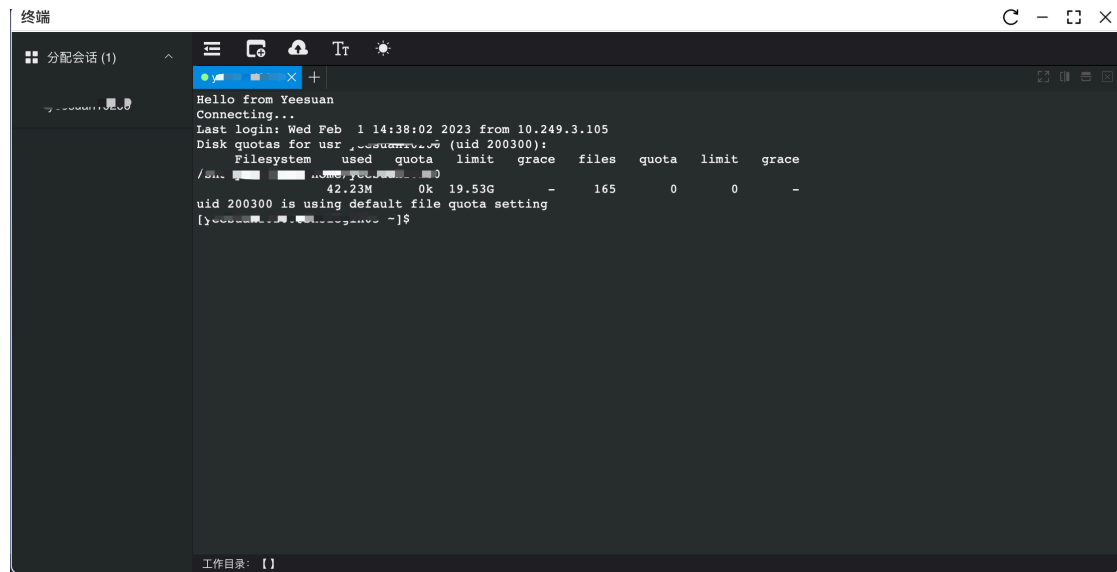 终端
分配会话 (1)
Hello from Yeesuan
Connecting...
Last login: Wed Feb  1 14:38:02 2023 from 10.249.3.105
Disk quotas for usr (uid 200300):
Filesystem    used   quota   limit   grace   files   quota   limit   grace
42.23M      0k  19.53G       -     165       0       0       -
uid 200300 is using default file quota setting
~]$
工作目录: 【】